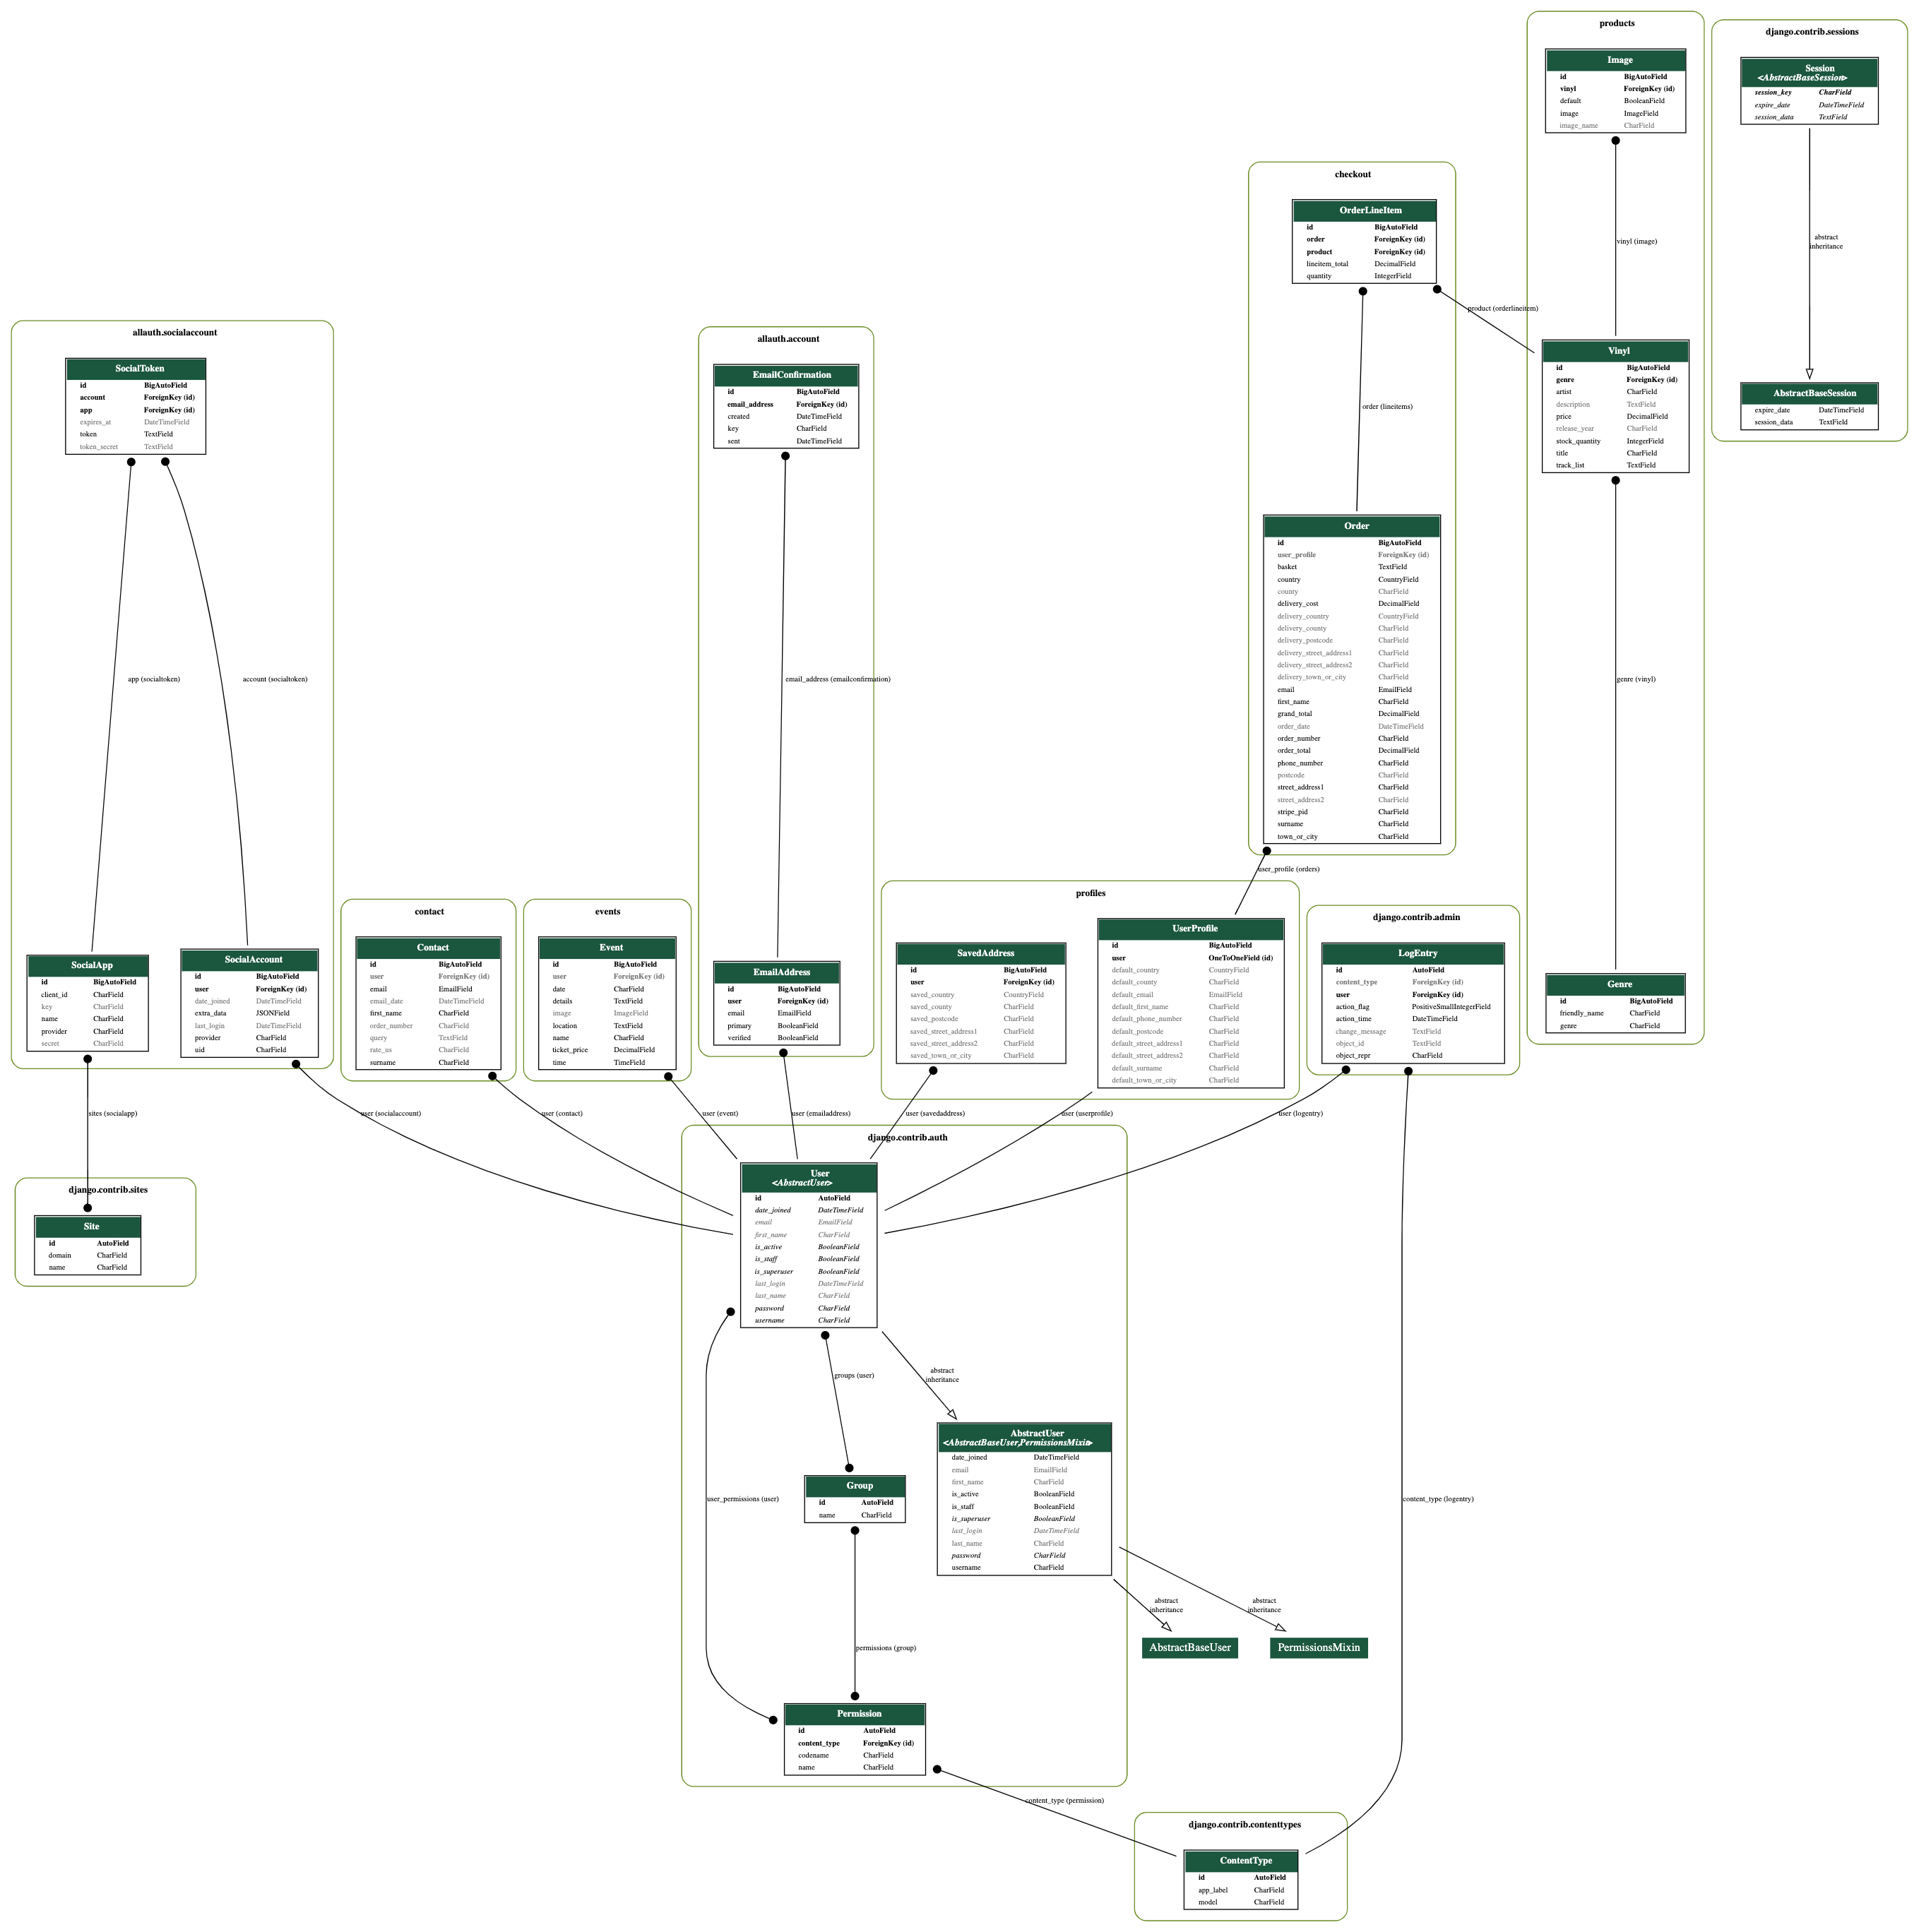 products
Image
id BigAutoField
vinyl ForeignKey (id)
default BooleanField
image ImageField
image_name CharField
vinyl (image)
Vinyl
id BigAutoField
genre ForeignKey (id)
artist CharField
description TextField
price DecimalField
release_year CharField
stock_quantity IntegerField
title CharField
track_list TextField
genre (vinyl)
Genre
id BigAutoField
friendly_name CharField
genre CharField
django.contrib.sessions
Session
<AbstractBaseSession>
session_key CharField
expire_date DateTimeField
session_data TextField
abstract
inheritance
AbstractBaseSession
expire_date DateTimeField
session_data TextField
checkout
OrderLineItem
id BigAutoField
order ForeignKey (id)
product ForeignKey (id)
lineitem_total DecimalField
quantity IntegerField
product (orderlineitem)
order (lineitems)
Order
id BigAutoField
user_profile ForeignKey (id)
basket TextField
country CountryField
county CharField
delivery_cost DecimalField
delivery_country CountryField
delivery_county CharField
delivery_postcode CharField
delivery_street_address1 CharField
delivery_street_address2 CharField
delivery_town_or_city CharField
email EmailField
first_name CharField
grand_total DecimalField
order_date DateTimeField
order_number CharField
order_total DecimalField
phone_number CharField
postcode CharField
street_address1 CharField
street_address2 CharField
stripe_pid CharField
surname CharField
town_or_city CharField
user_profile (orders)
allauth.socialaccount
SocialToken
id BigAutoField
account ForeignKey (id)
app ForeignKey (id)
expires_at DateTimeField
token TextField
token_secret TextField
app (socialtoken)
account (socialtoken)
SocialApp
id BigAutoField
client_id CharField
key CharField
name CharField
provider CharField
secret CharField
SocialAccount
id BigAutoField
user ForeignKey (id)
date_joined DateTimeField
extra_data JSONField
last_login DateTimeField
provider CharField
uid CharField
allauth.account
EmailConfirmation
id BigAutoField
email_address ForeignKey (id)
created DateTimeField
key CharField
sent DateTimeField
email_address (emailconfirmation)
EmailAddress
id BigAutoField
user ForeignKey (id)
email EmailField
primary BooleanField
verified BooleanField
contact
Contact
id BigAutoField
user ForeignKey (id)
email EmailField
email_date DateTimeField
first_name CharField
order_number CharField
query TextField
rate_us CharField
surname CharField
events
Event
id BigAutoField
user ForeignKey (id)
date CharField
details TextField
image ImageField
location TextField
name CharField
ticket_price DecimalField
time TimeField
profiles
SavedAddress
id BigAutoField
user ForeignKey (id)
saved_country CountryField
saved_county CharField
saved_postcode CharField
saved_street_address1 CharField
saved_street_address2 CharField
saved_town_or_city CharField
UserProfile
id BigAutoField
user OneToOneField (id)
default_country CountryField
default_county CharField
default_email EmailField
default_first_name CharField
default_phone_number CharField
default_postcode CharField
default_street_address1 CharField
default_street_address2 CharField
default_surname CharField
default_town_or_city CharField
django.contrib.admin
LogEntry
id AutoField
content_type ForeignKey (id)
user ForeignKey (id)
action_flag PositiveSmallIntegerField
action_time DateTimeField
change_message TextField
object_id TextField
object_repr CharField
sites (socialapp)
user (socialaccount)
user (contact)
user (event)
user (emailaddress)
user (savedaddress)
user (userprofile)
user (logentry)
django.contrib.sites
Site
id AutoField
domain CharField
name CharField
django.contrib.auth
User
<AbstractUser>
id AutoField
date_joined DateTimeField
email EmailField
first_name CharField
is_active BooleanField
is_staff BooleanField
is_superuser BooleanField
last_login DateTimeField
last_name CharField
password CharField
username CharField
groups (user)
abstract
inheritance
user_permissions (user)
AbstractUser
<AbstractBaseUser,PermissionsMixin>
date_joined DateTimeField
email EmailField
first_name CharField
is_active BooleanField
is_staff BooleanField
is_superuser BooleanField
last_login DateTimeField
last_name CharField
password CharField
username CharField
Group
id AutoField
name CharField
permissions (group)
abstract
inheritance
abstract
inheritance
AbstractBaseUser
PermissionsMixin
content_type (logentry)
Permission
id AutoField
content_type ForeignKey (id)
codename CharField
name CharField
content_type (permission)
django.contrib.contenttypes
ContentType
id AutoField
app_label CharField
model CharField